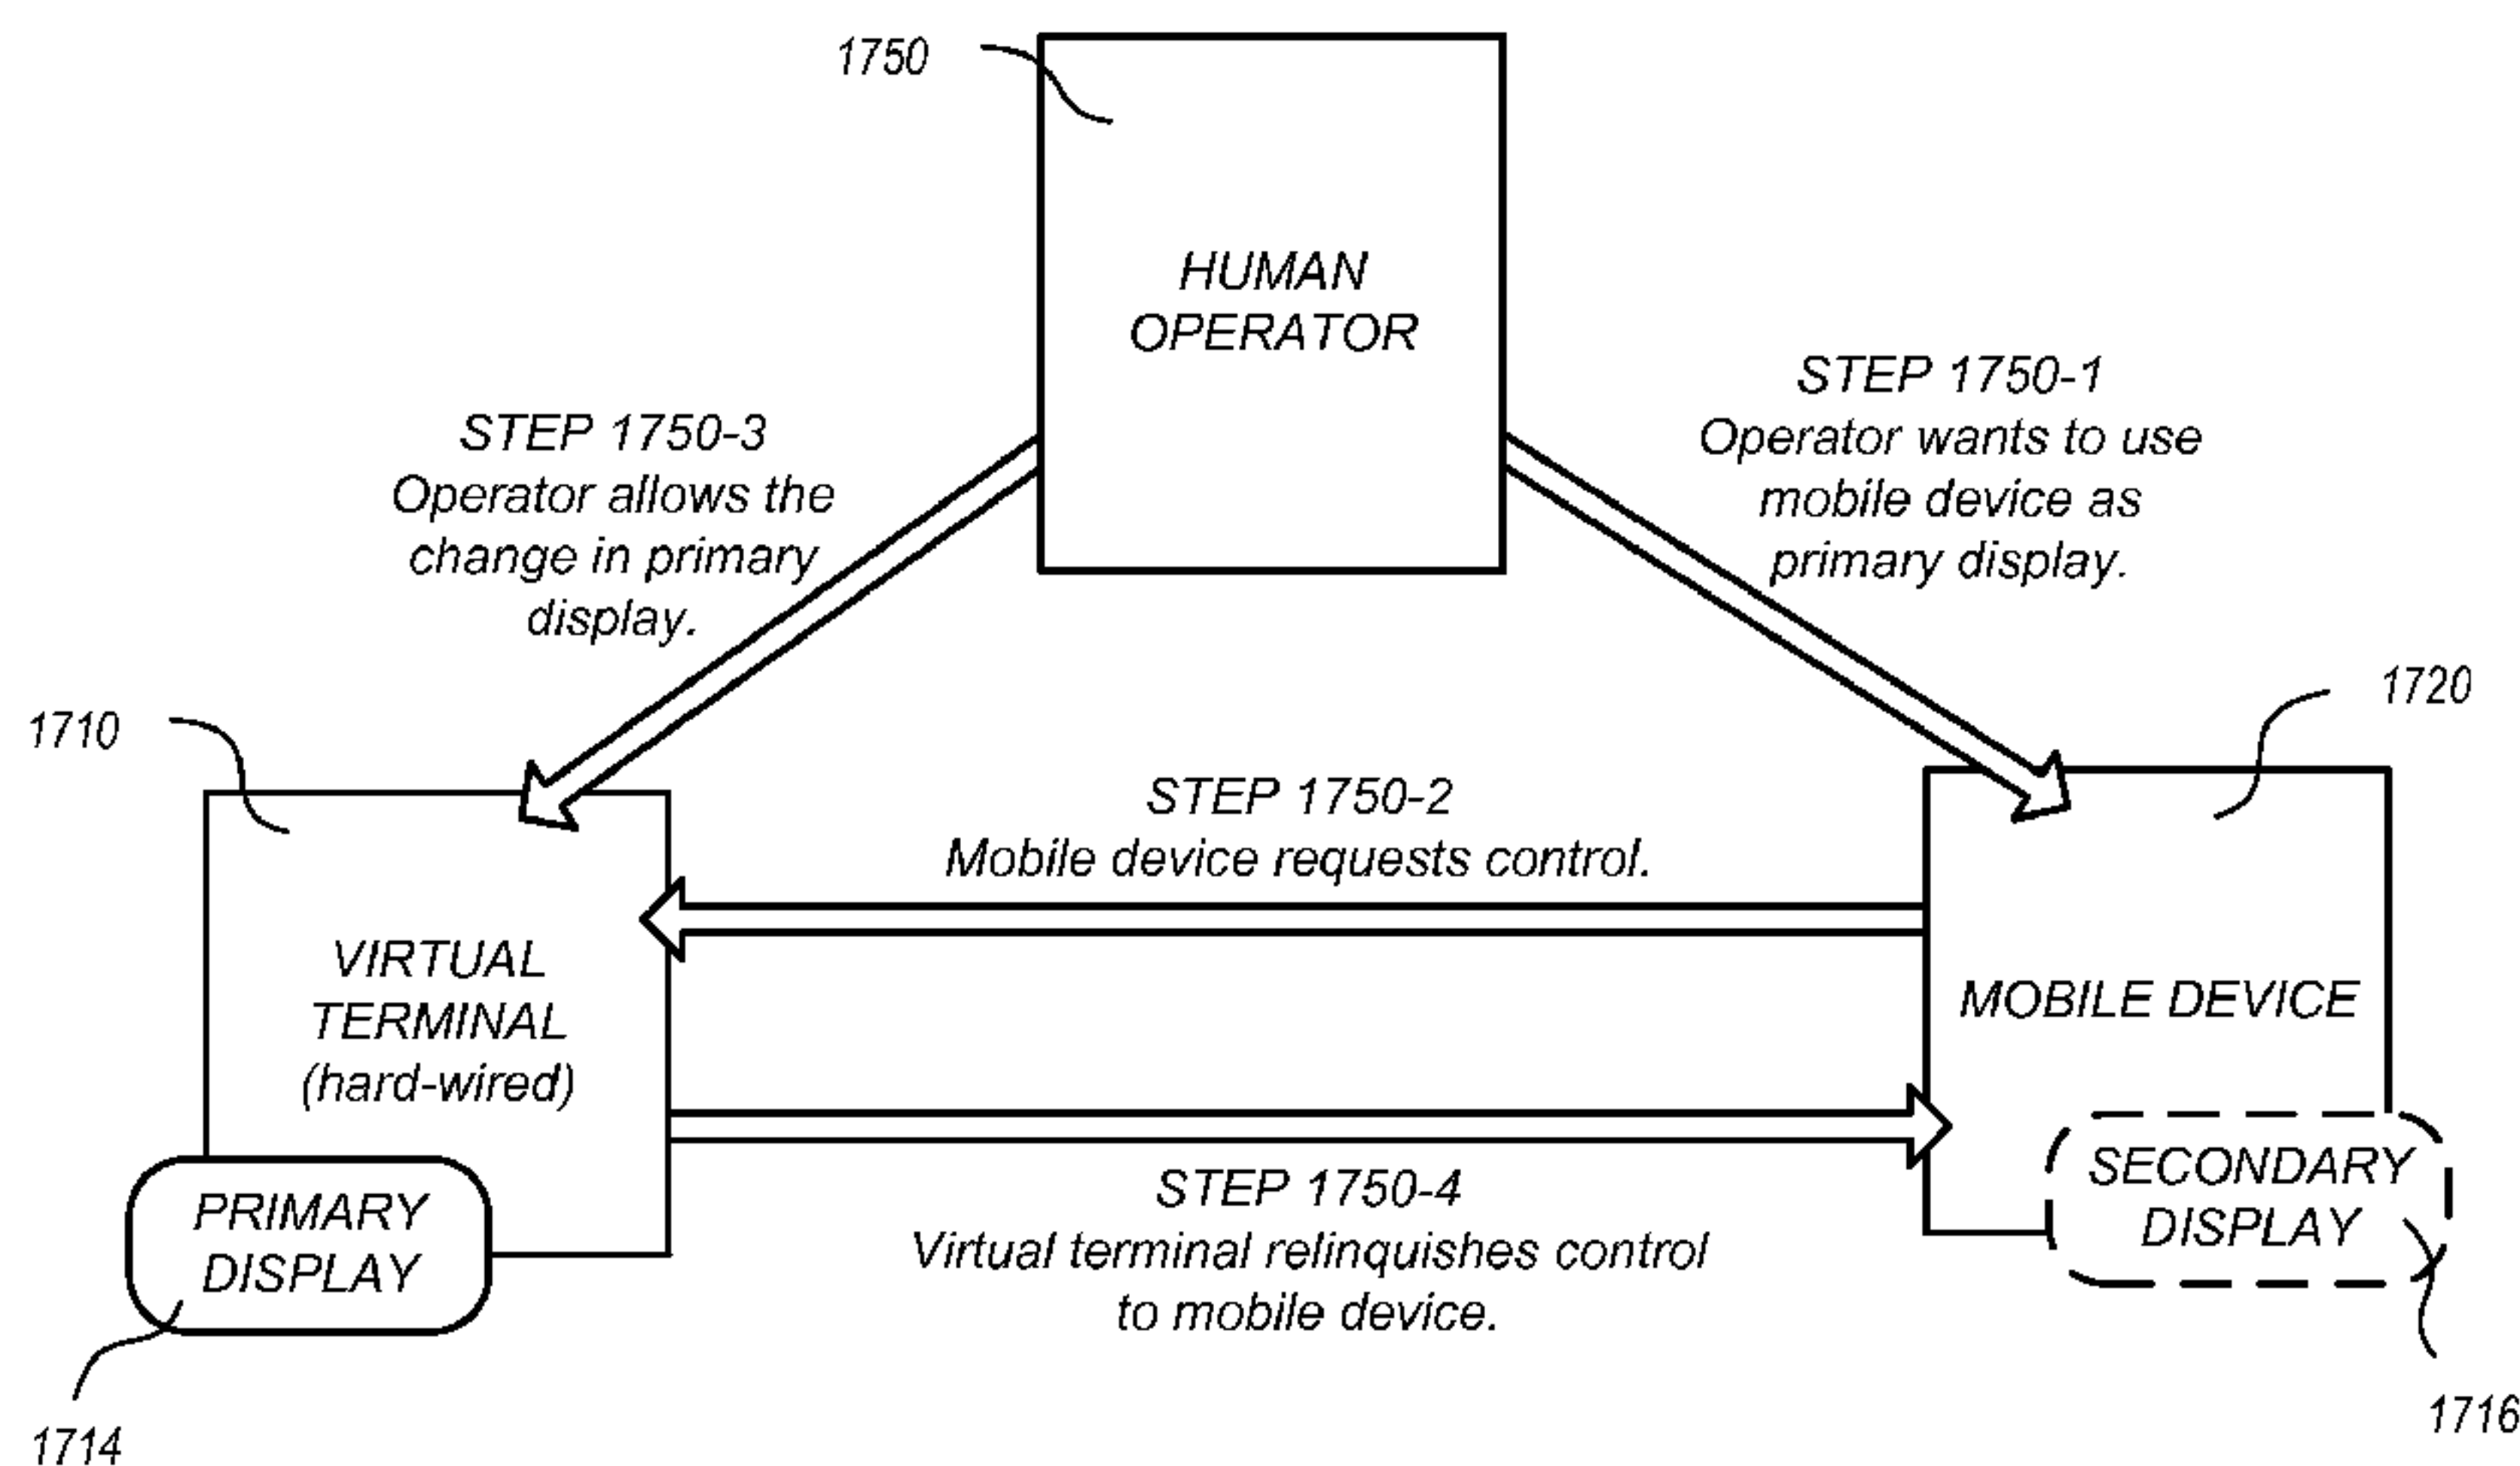 1750
HUMAN
OPERATOR
STEP 1750-1
Operator wants to use
mobile device as
primary display.
STEP 1750-3
Operator allows the
change in primary
display.
1710
1720
STEP 1750-2
Mobile device requests control.
VIRTUAL
TERMINAL
(hard-wired)
MOBILE DEVICE
PRIMARY
DISPLAY
STEP 1750-4
Virtual terminal relinquishes control
to mobile device.
SECONDARY
DISPLAY
1714
1716